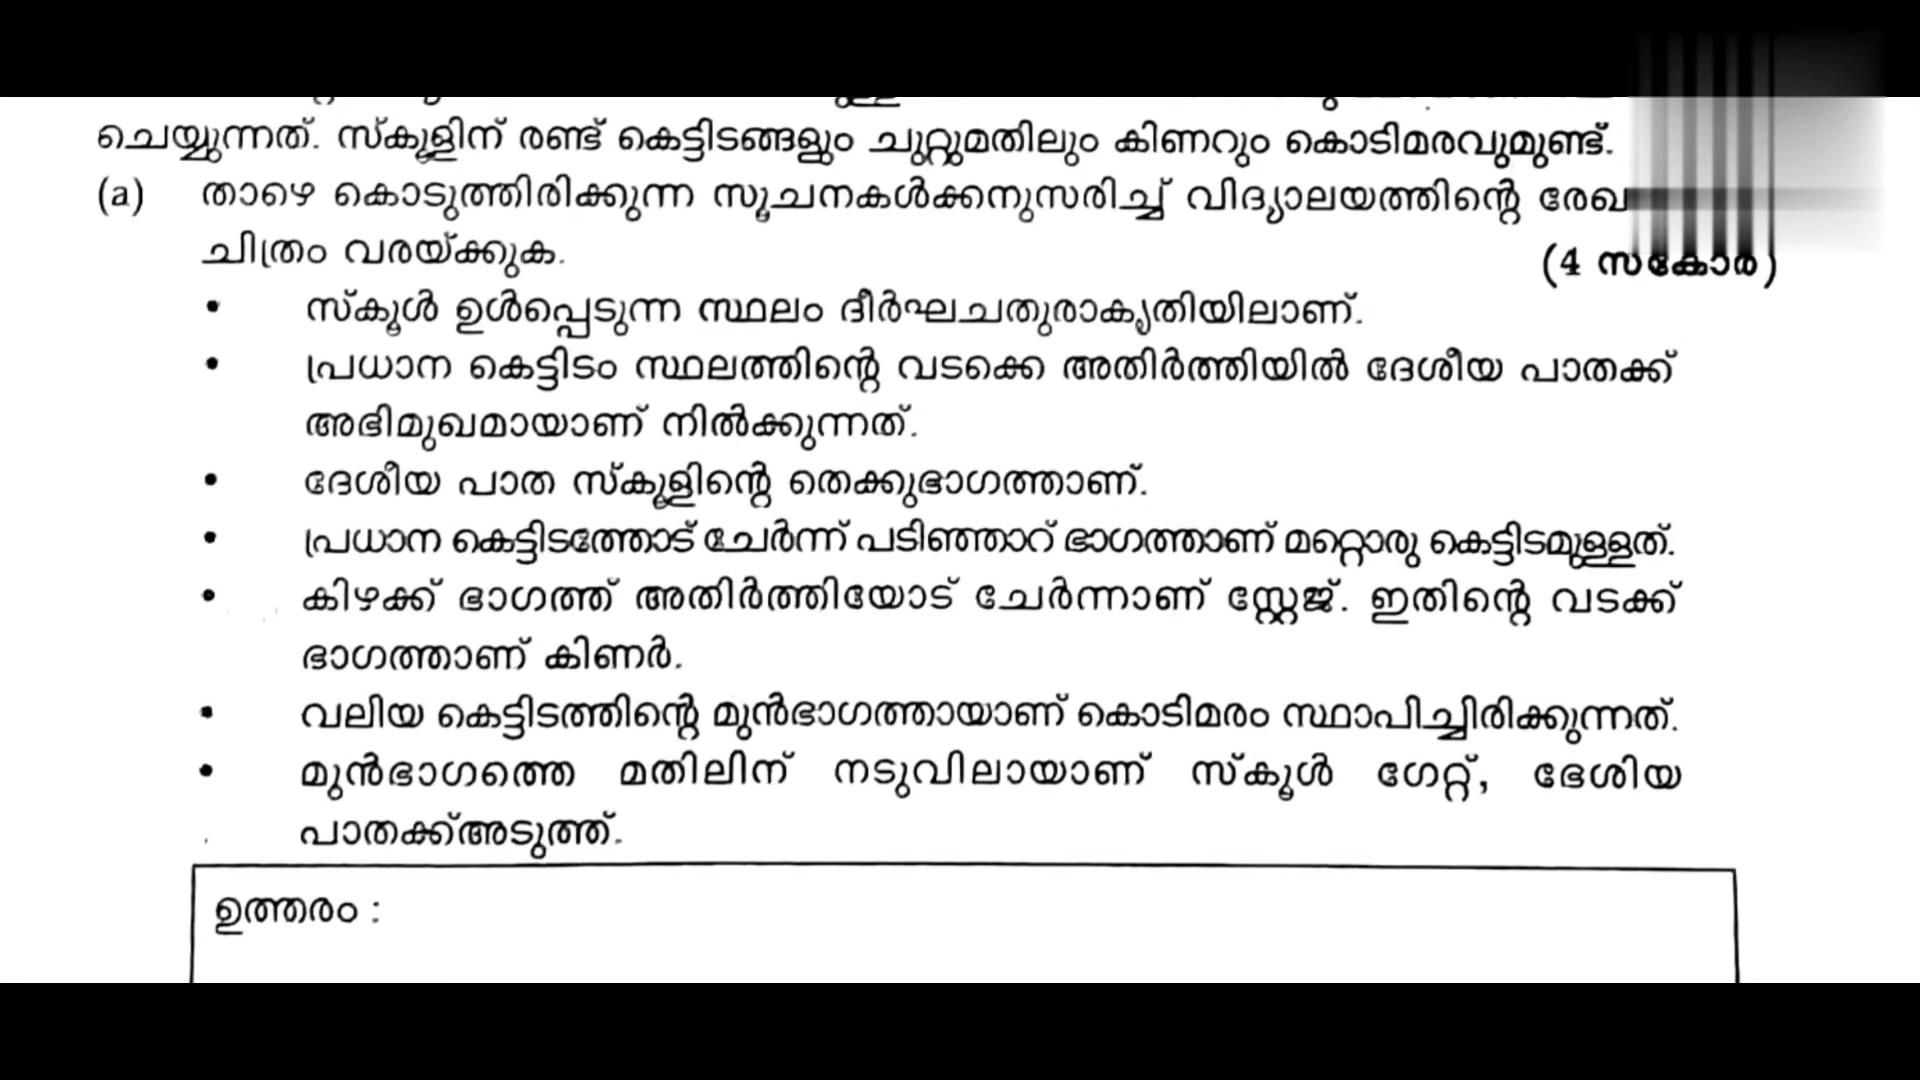 ചെയ്യുന്നത്. സ്കൂളിന് രണ്ട് കെട്ടിടങ്ങളും ചുറ്റുമതിലും കിണറും കൊടിമരവുമുണ്ട്.
(a) താഴെ കൊടുത്തിരിക്കുന്ന സൂചനകൾക്കനുസരിച്ച് വിദ്യാലയത്തിന്റെ രേഖ
ചിത്രം വരയ്ക്കുക.
(4 സ്കോർ)
• സ്കൂൾ ഉൾപ്പെടുന്ന സ്ഥലം ദീർഘചതുരാകൃതിയിലാണ്.
• പ്രധാന കെട്ടിടം സ്ഥലത്തിന്റെ വടക്കെ അതിർത്തിയിൽ ദേശീയ പാതക്ക്
അഭിമുഖമായാണ് നിൽക്കുന്നത്.
• ദേശീയ പാത സ്കൂളിന്റെ തെക്കുഭാഗത്താണ്.
• പ്രധാന കെട്ടിടത്തോട് ചേർന്ന് പടിഞ്ഞാറ് ഭാഗത്താണ് മറ്റൊരു കെട്ടിടമുള്ളത്.
• കിഴക്ക് ഭാഗത്ത് അതിർത്തിയോട് ചേർന്നാണ് സ്റ്റേജ്. ഇതിന്റെ വടക്ക്
ഭാഗത്താണ് കിണർ.
• വലിയ കെട്ടിടത്തിന്റെ മുൻഭാഗത്തായാണ് കൊടിമരം സ്ഥാപിച്ചിരിക്കുന്നത്.
• മുൻഭാഗത്തെ മതിലിന് നടുവിലായാണ് സ്കൂൾ ഗേറ്റ്, ദേശിയ
പാതക്ക്അടുത്ത്.
ഉത്തരം :